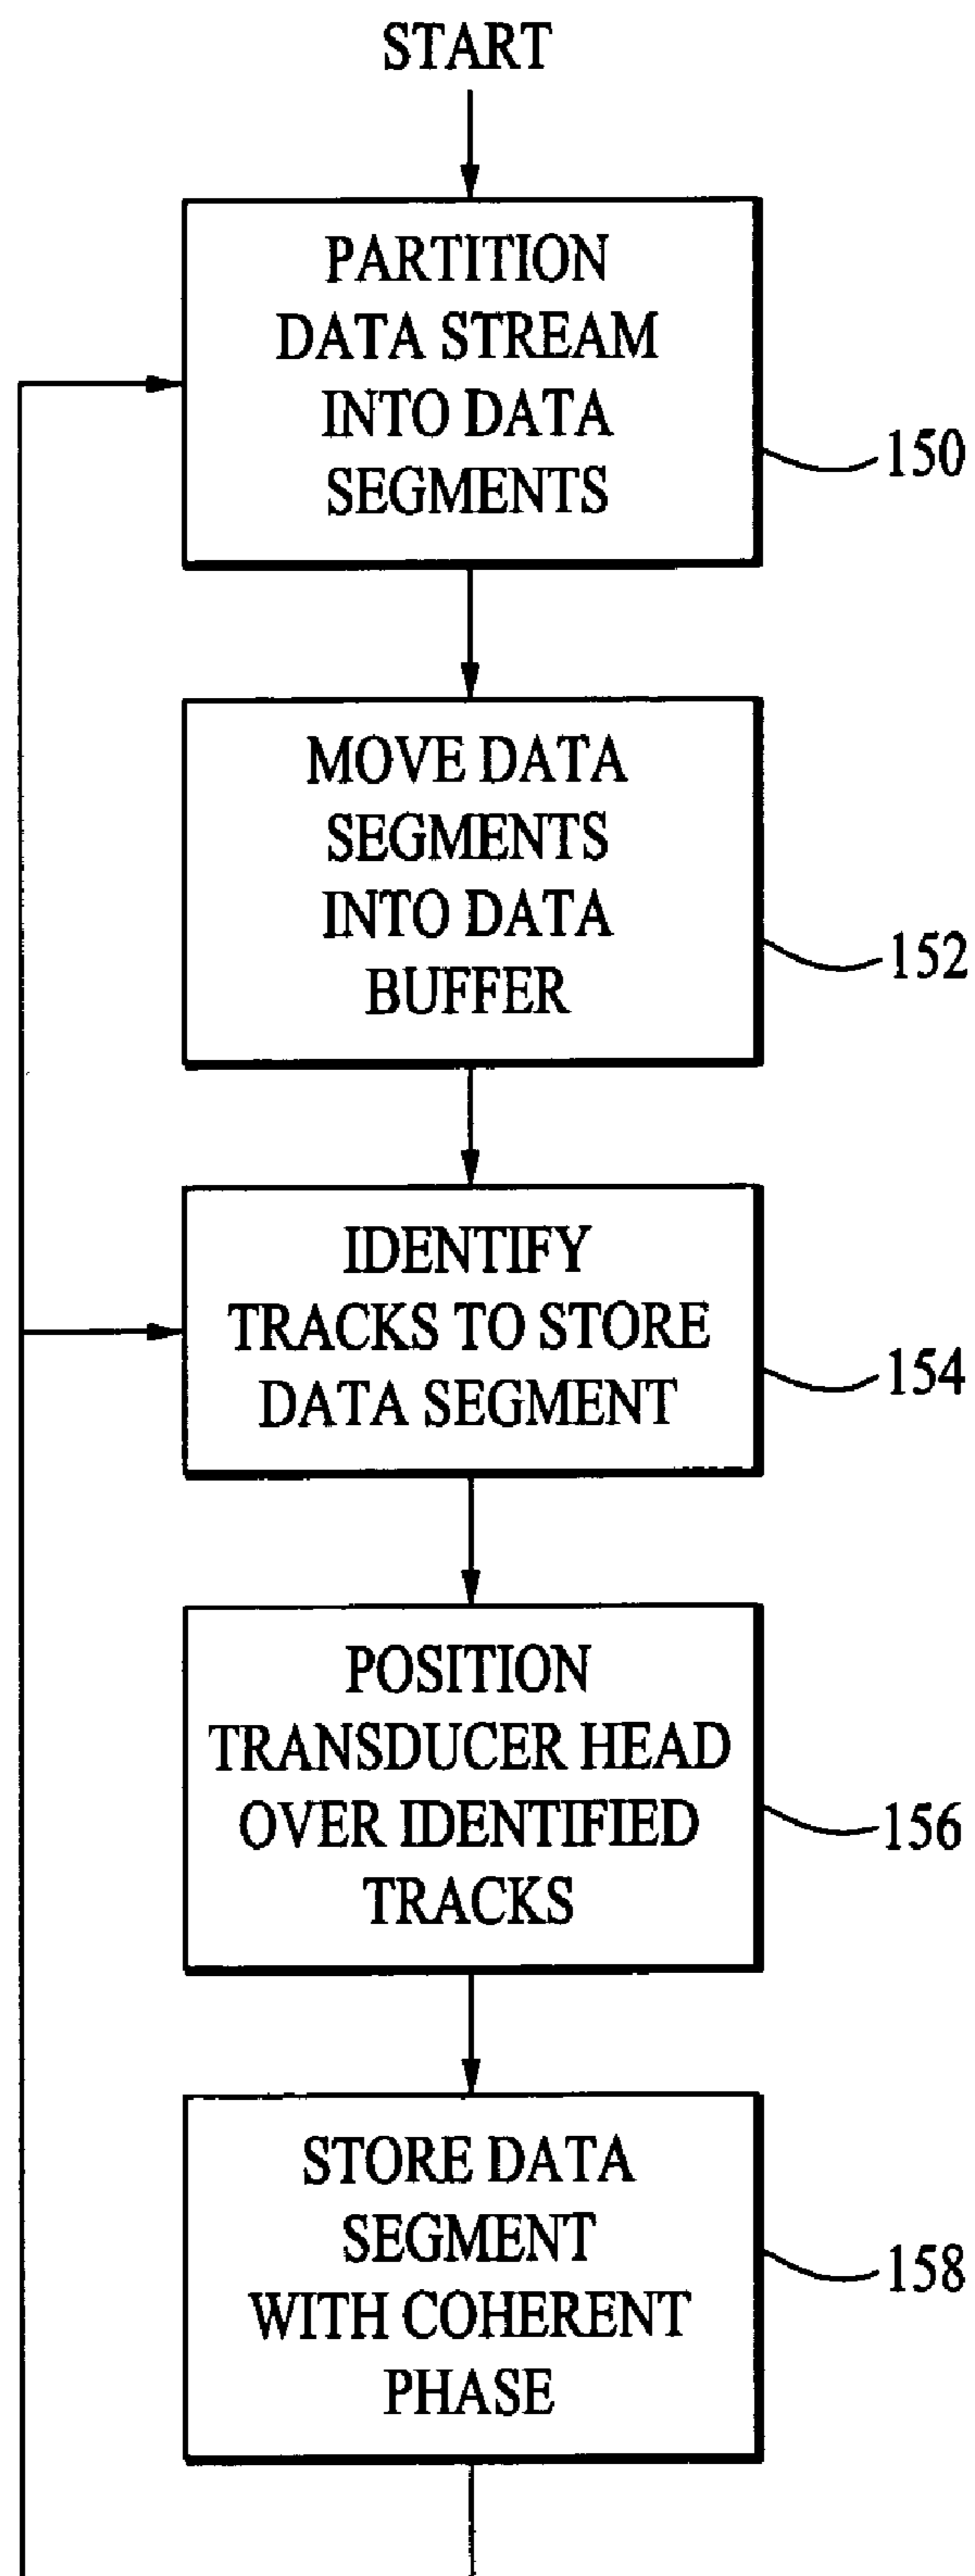 START
PARTITION
DATA STREAM
INTO DATA
SEGMENTS
150
MOVE DATA
SEGMENTS
INTO DATA
BUFFER
152
IDENTIFY
TRACKS TO STORE
DATA SEGMENT
154
POSITION
TRANSDUCER HEAD
OVER IDENTIFIED
TRACKS
156
STORE DATA
SEGMENT
WITH COHERENT
PHASE
158